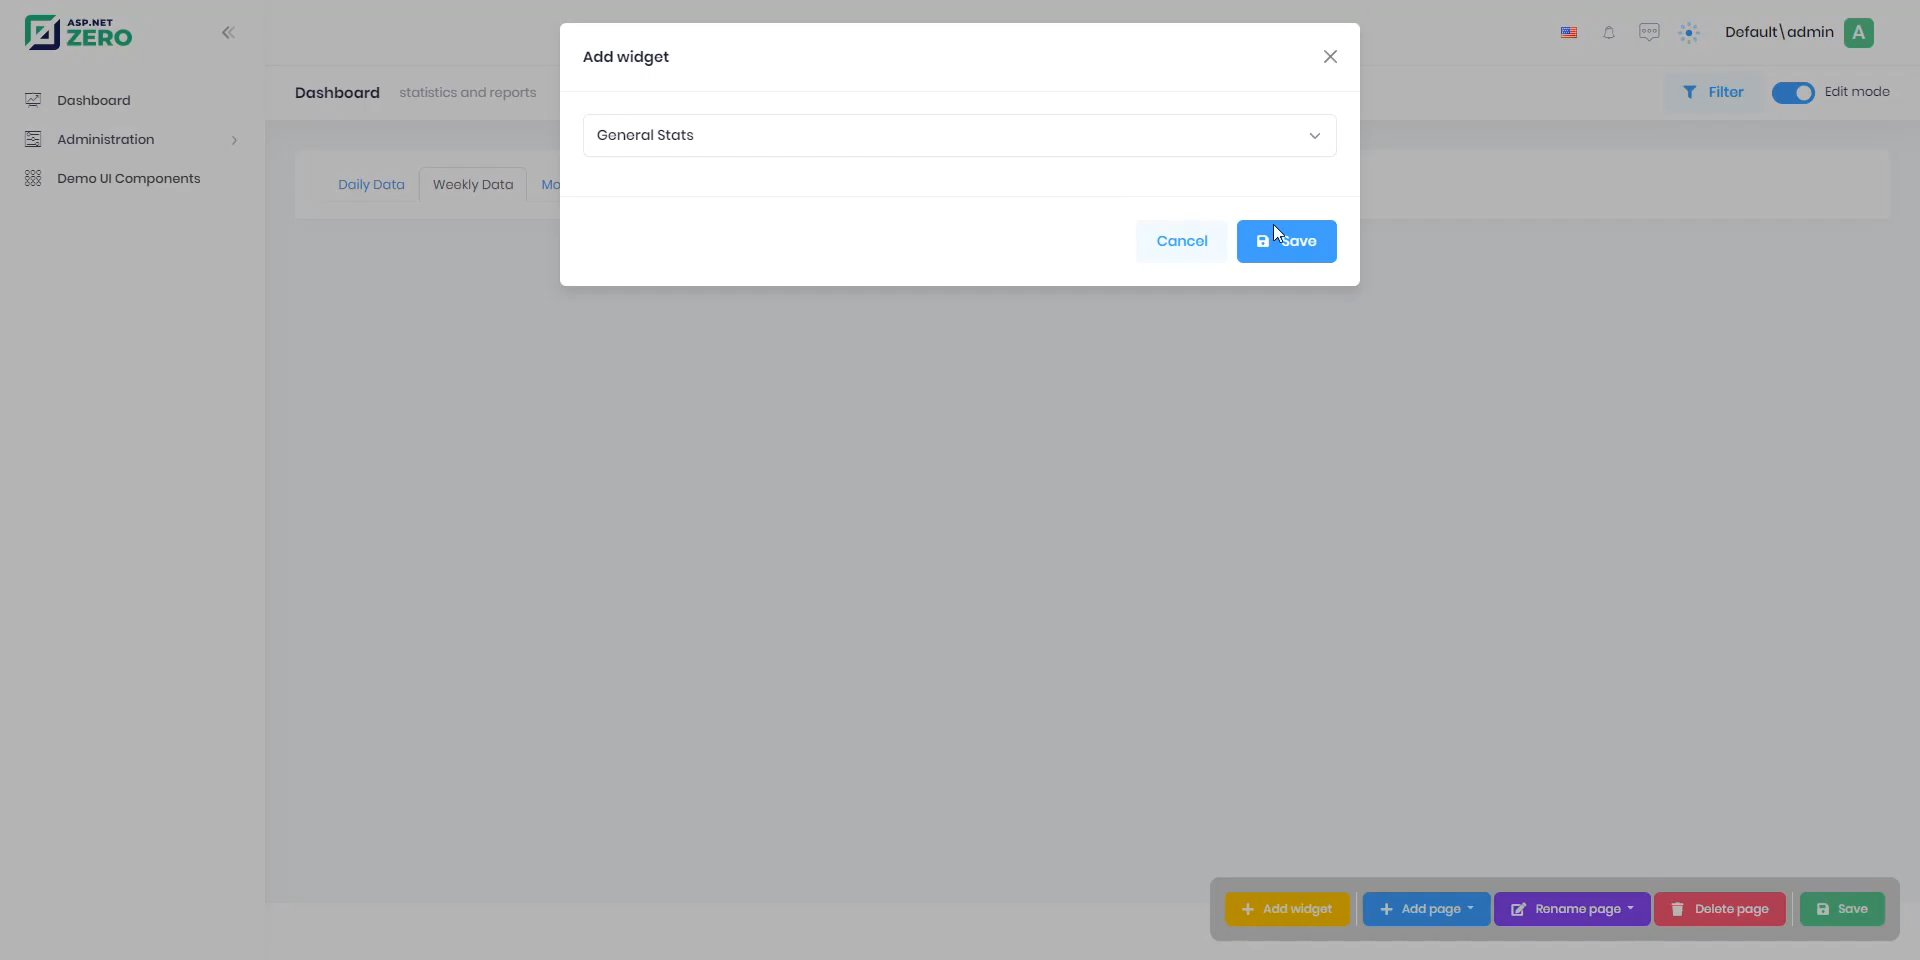 ASP.NET
ZERO
Dashboard
Administration
Demo UI Components
Default\admin
A
Dashboard
statistics and reports
Filter
Edit mode
Daily Data
Weekly Data
Mo
Add widget
General Stats
Cancel
Save
Add widget
Add page
Rename page
Delete page
Save